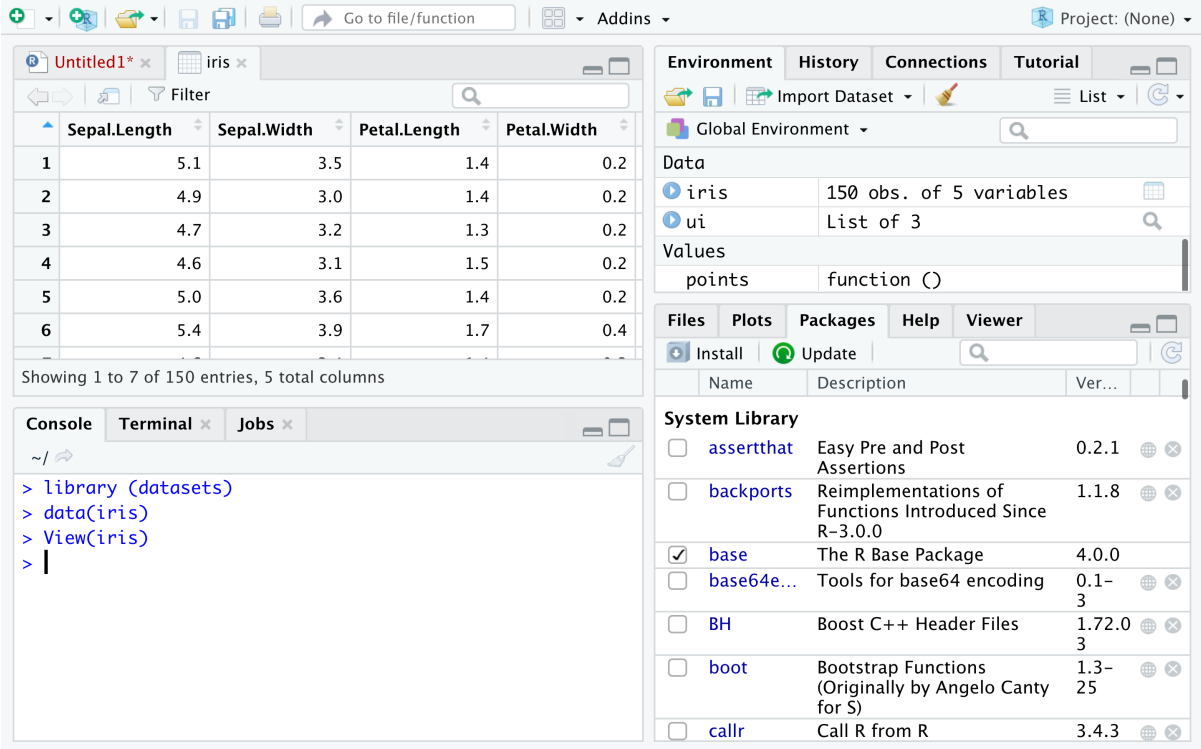 Go to file/function
Addins
Project: (None)
Untitled1*
iris
Filter
Sepal.Length Sepal.Width Petal.Length Petal.Width
1 5.1 3.5 1.4 0.2
2 4.9 3.0 1.4 0.2
3 4.7 3.2 1.3 0.2
4 4.6 3.1 1.5 0.2
5 5.0 3.6 1.4 0.2
6 5.4 3.9 1.7 0.4
Showing 1 to 7 of 150 entries, 5 total columns
Console Terminal Jobs
~/
> library (datasets)
> data(iris)
> View(iris)
>
Environment History Connections Tutorial
Import Dataset List
Global Environment
Data
iris 150 obs. of 5 variables
ui List of 3
Values
points function ()
Files Plots Packages Help Viewer
Install Update
Name Description Ver...
System Library
assertthat Easy Pre and Post 0.2.1
Assertions
backports Reimplementations of 1.1.8
Functions Introduced Since
R-3.0.0
base The R Base Package 4.0.0
base64e... Tools for base64 encoding 0.1-
3
BH Boost C++ Header Files 1.72.0
3
boot Bootstrap Functions 1.3-
(Originally by Angelo Canty 25
for S)
callr Call R from R 3.4.3